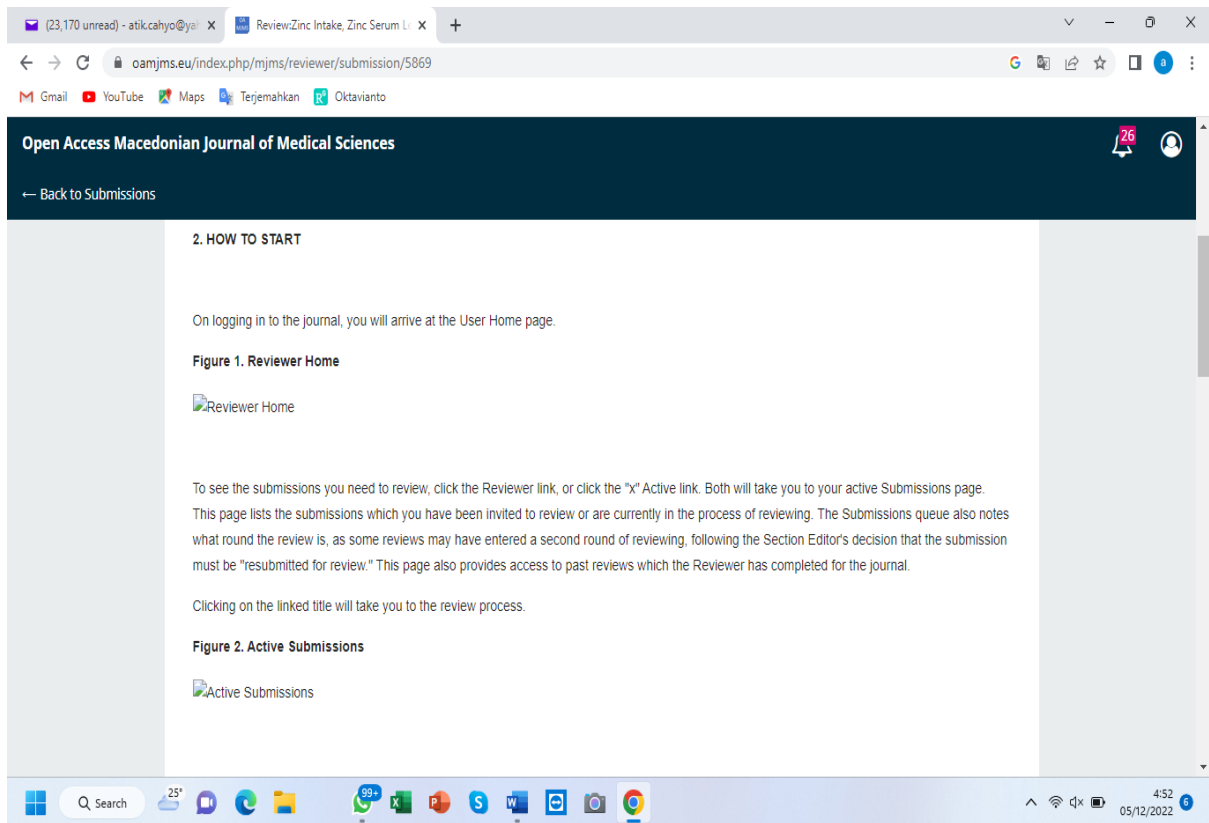 (23,170 unread) - atik.cahyo@yah
Review:Zinc Intake, Zinc Serum Le
oamjms.eu/index.php/mjms/reviewer/submission/5869
Gmail YouTube Maps Terjemahkan Oktavianto
Open Access Macedonian Journal of Medical Sciences
26
← Back to Submissions
2. HOW TO START
On logging in to the journal, you will arrive at the User Home page.
Figure 1. Reviewer Home
Reviewer Home
To see the submissions you need to review, click the Reviewer link, or click the "x" Active link. Both will take you to your active Submissions page.
This page lists the submissions which you have been invited to review or are currently in the process of reviewing. The Submissions queue also notes
what round the review is, as some reviews may have entered a second round of reviewing, following the Section Editor's decision that the submission
must be "resubmitted for review." This page also provides access to past reviews which the Reviewer has completed for the journal.
Clicking on the linked title will take you to the review process.
Figure 2. Active Submissions
Active Submissions
Search
25°
99+
4:52
05/12/2022
6